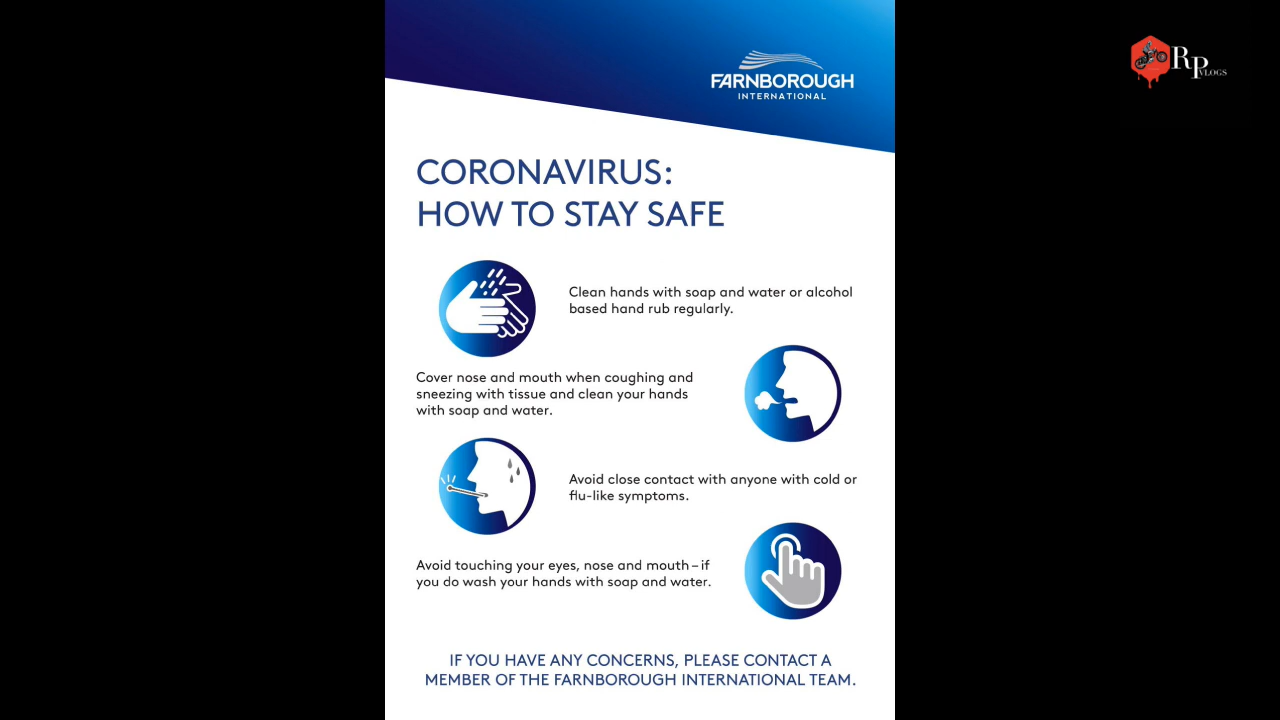 FARNBOROUGH
INTERNATIONAL
RP VLOGS
CORONAVIRUS:
HOW TO STAY SAFE
Clean hands with soap and water or alcohol
based hand rub regularly.
Cover nose and mouth when coughing and
sneezing with tissue and clean your hands
with soap and water.
Avoid close contact with anyone with cold or
flu-like symptoms.
Avoid touching your eyes, nose and mouth – if
you do wash your hands with soap and water.
IF YOU HAVE ANY CONCERNS, PLEASE CONTACT A
MEMBER OF THE FARNBOROUGH INTERNATIONAL TEAM.